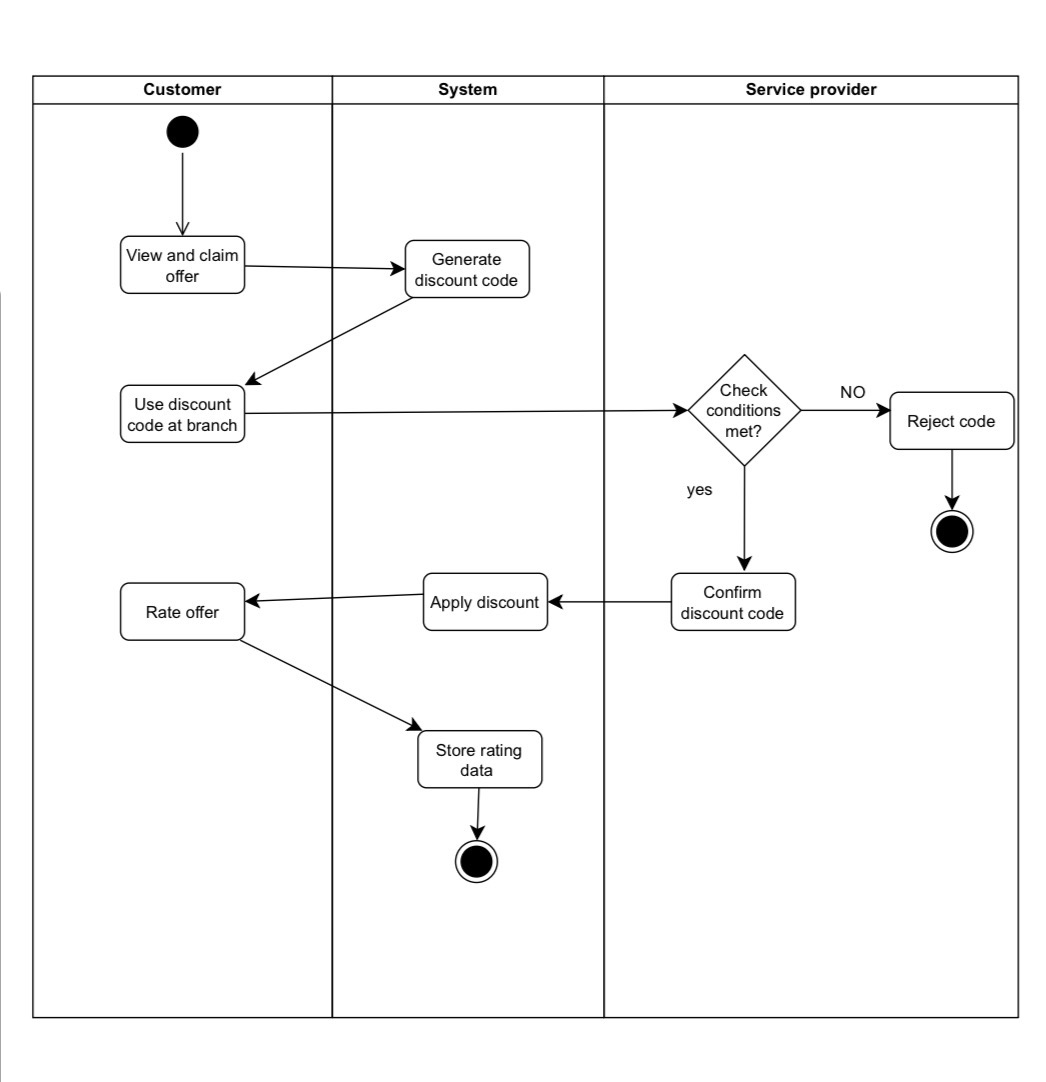 Customer
System
Service provider
View and claim
offer
Generate
discount code
Use discount
code at branch
Check
conditions
met?
NO
Reject code
yes
Rate offer
Apply discount
Confirm
discount code
Store rating
data